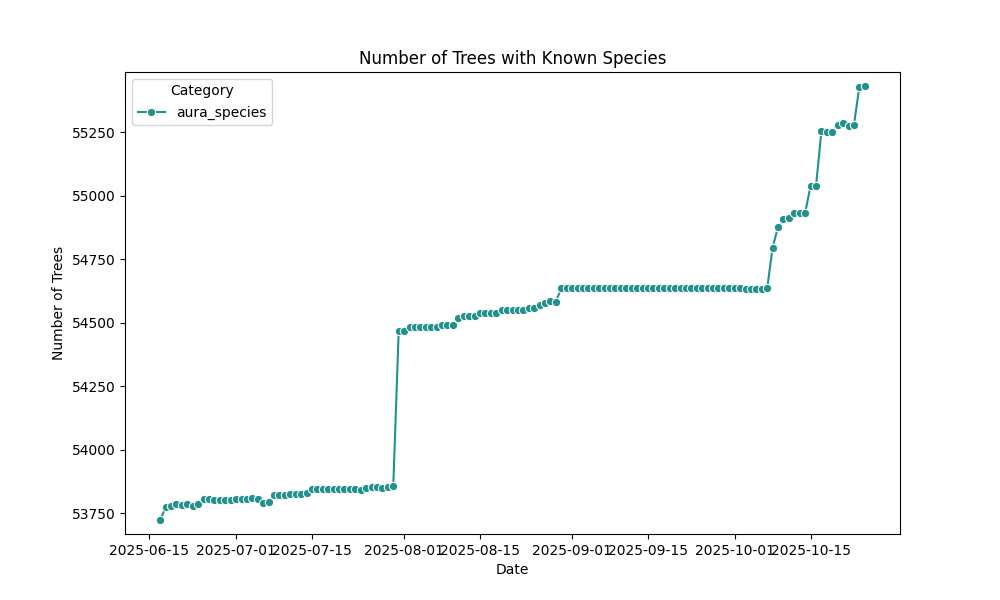 Number of Trees with Known Species
Category
aura_species
Number of Trees
55250
55000
54750
54500
54250
54000
53750
2025-06-15 2025-07-01 2025-07-15 2025-08-01 2025-08-15 2025-09-01 2025-09-15 2025-10-01 2025-10-15
Date